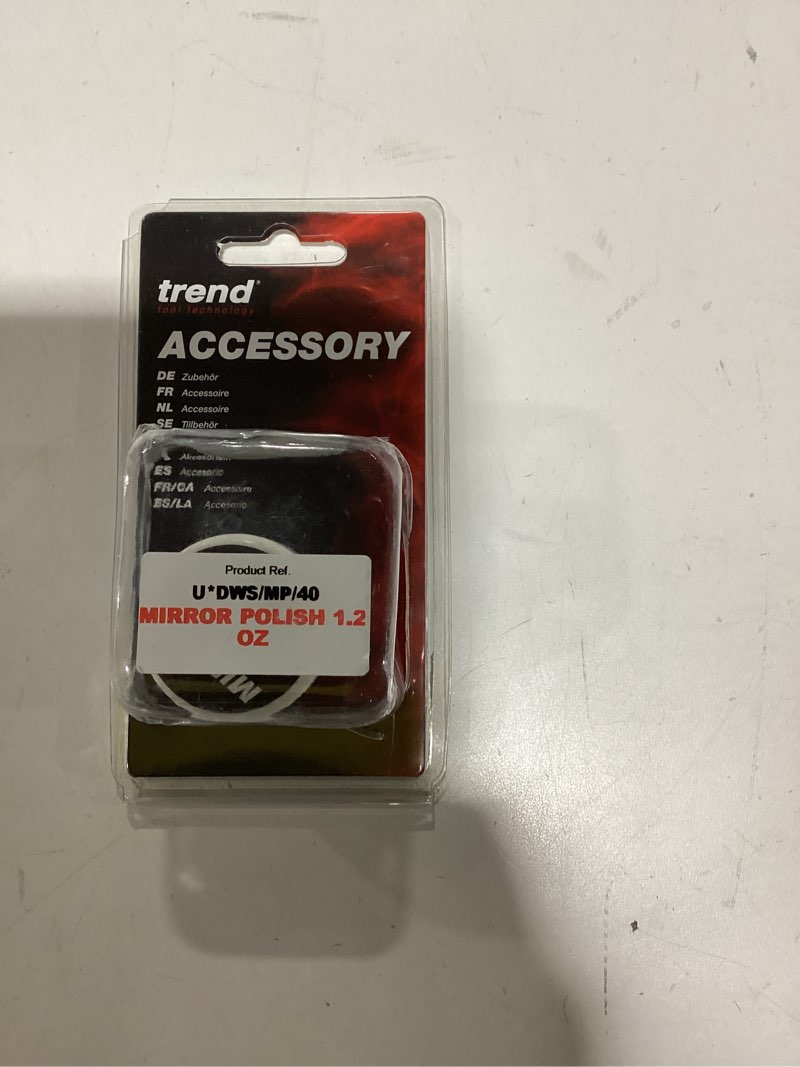 trend®
tool technology
ACCESSORY
DE Zubehör
FR Accessoire
NL Accessoire
SE Tillbehör
ES Accesorio
FR/CA Accessoire
ES/LA Accesorio
Product Ref.
U*DWS/MP/40
MIRROR POLISH 1.2
OZ